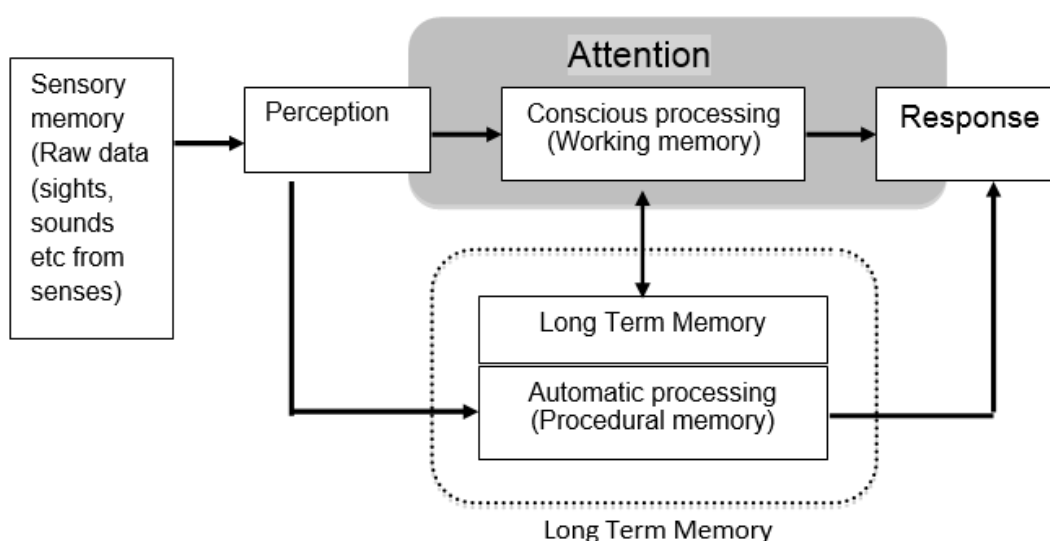 Attention
Sensory
memory
(Raw data
(sights,
sounds
etc from
senses)
Perception
Conscious processing
(Working memory)
Response
Long Term Memory
Automatic processing
(Procedural memory)
Long Term Memory